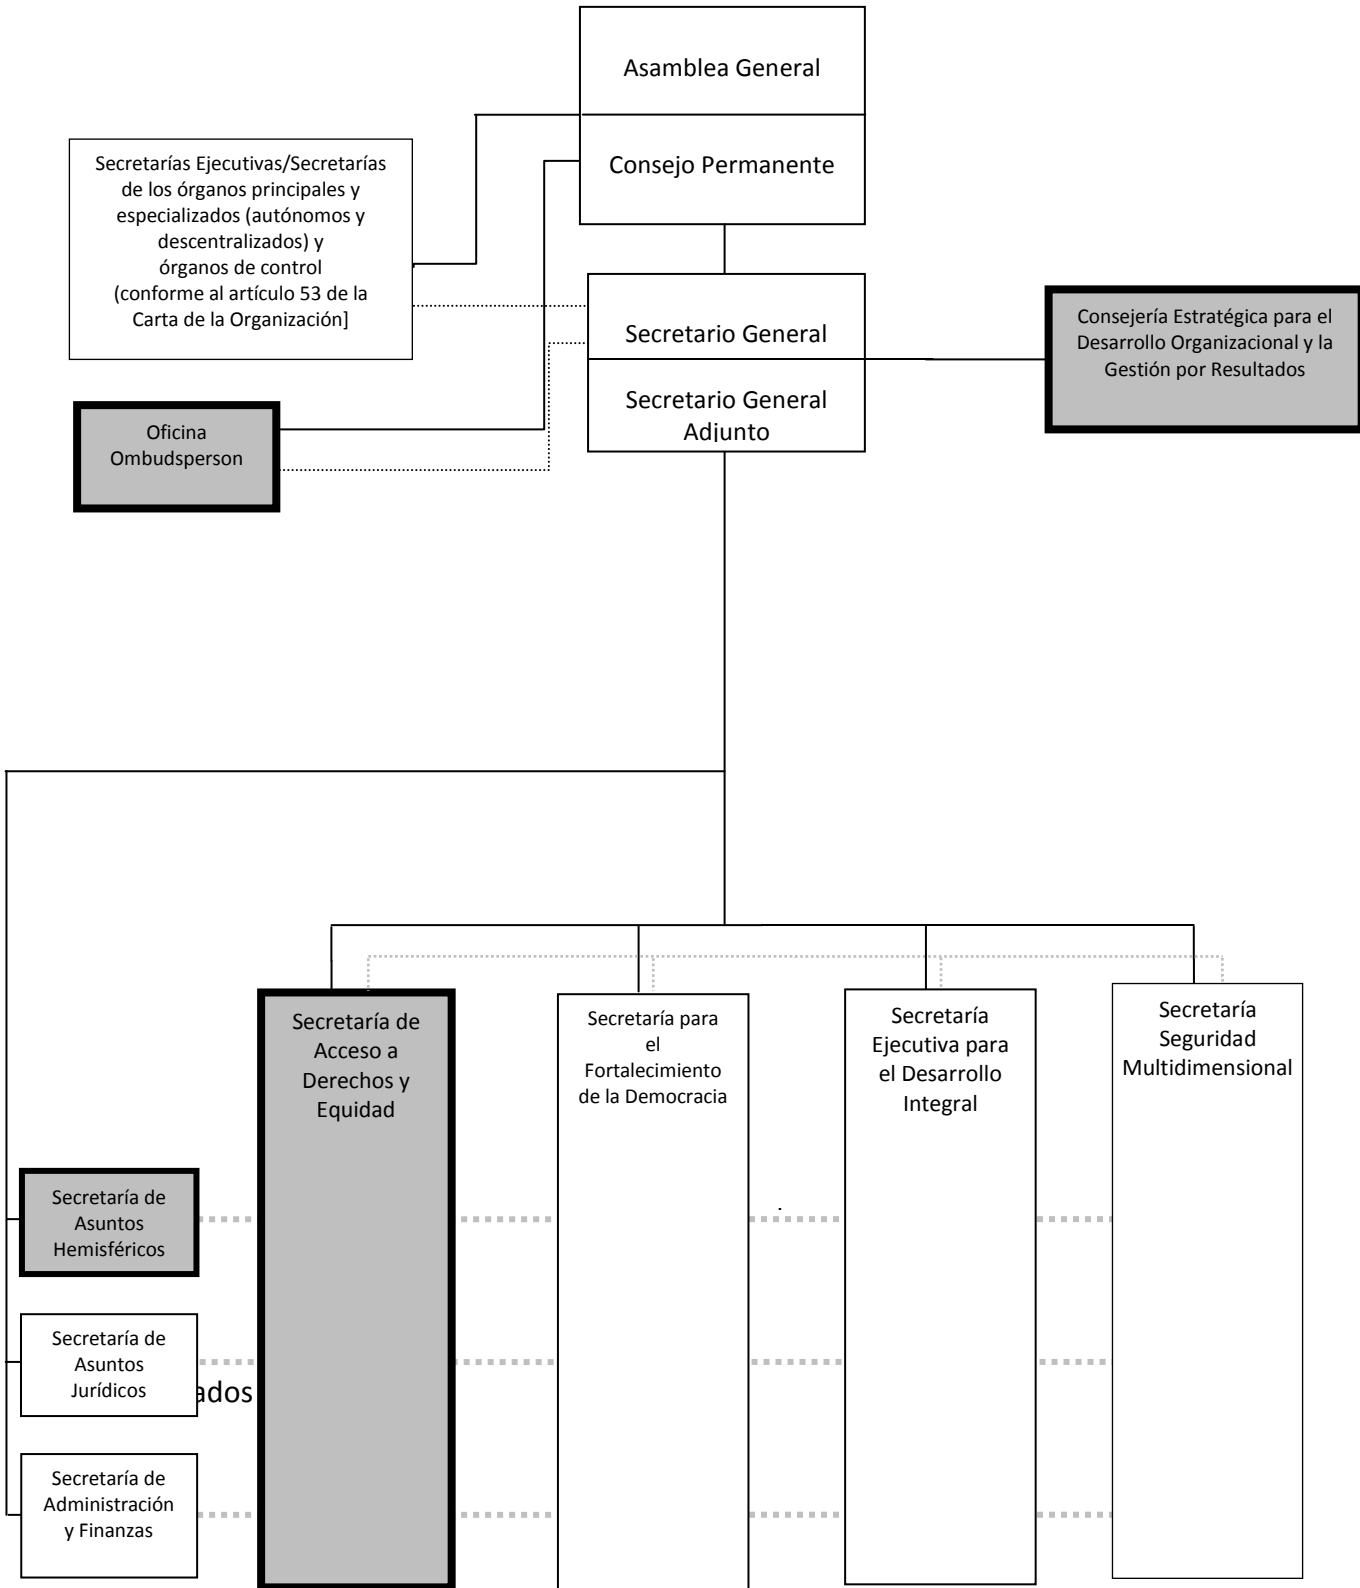 Asamblea General
Consejo Permanente
Secretarías Ejecutivas/Secretarías
de los órganos principales y
especializados (autónomos y
descentralizados) y
órganos de control
(conforme al artículo 53 de la
Carta de la Organización]
Secretario General
Secretario General
Adjunto
Consejería Estratégica para el
Desarrollo Organizacional y la
Gestión por Resultados
Oficina
Ombudsperson
Secretaría de
Acceso a
Derechos y
Equidad
Secretaría para
el
Fortalecimiento
de la Democracia
Secretaría
Ejecutiva para
el Desarrollo
Integral
Secretaría
Seguridad
Multidimensional
Secretaría de
Asuntos
Hemisféricos
.
Secretaría de
Asuntos
Jurídicos
ados
Secretaría de
Administración
y Finanzas